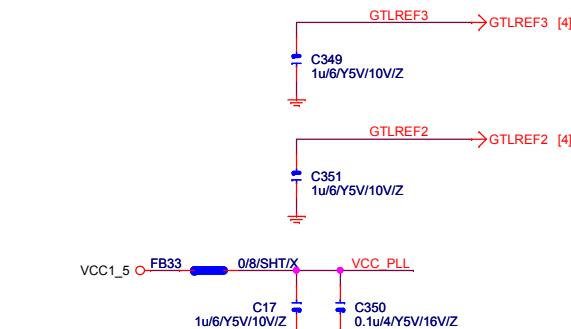 GTLREF3
GTLREF3 [4]
C349
1u/6/Y5V/10V/Z
GTLREF2
GTLREF2 [4]
C351
1u/6/Y5V/10V/Z
VCC1_5 FB33 0/8/SHT/X VCC_PLL
C17 C350
1u/6/Y5V/10V/Z 0.1u/4/Y5V/16V/Z